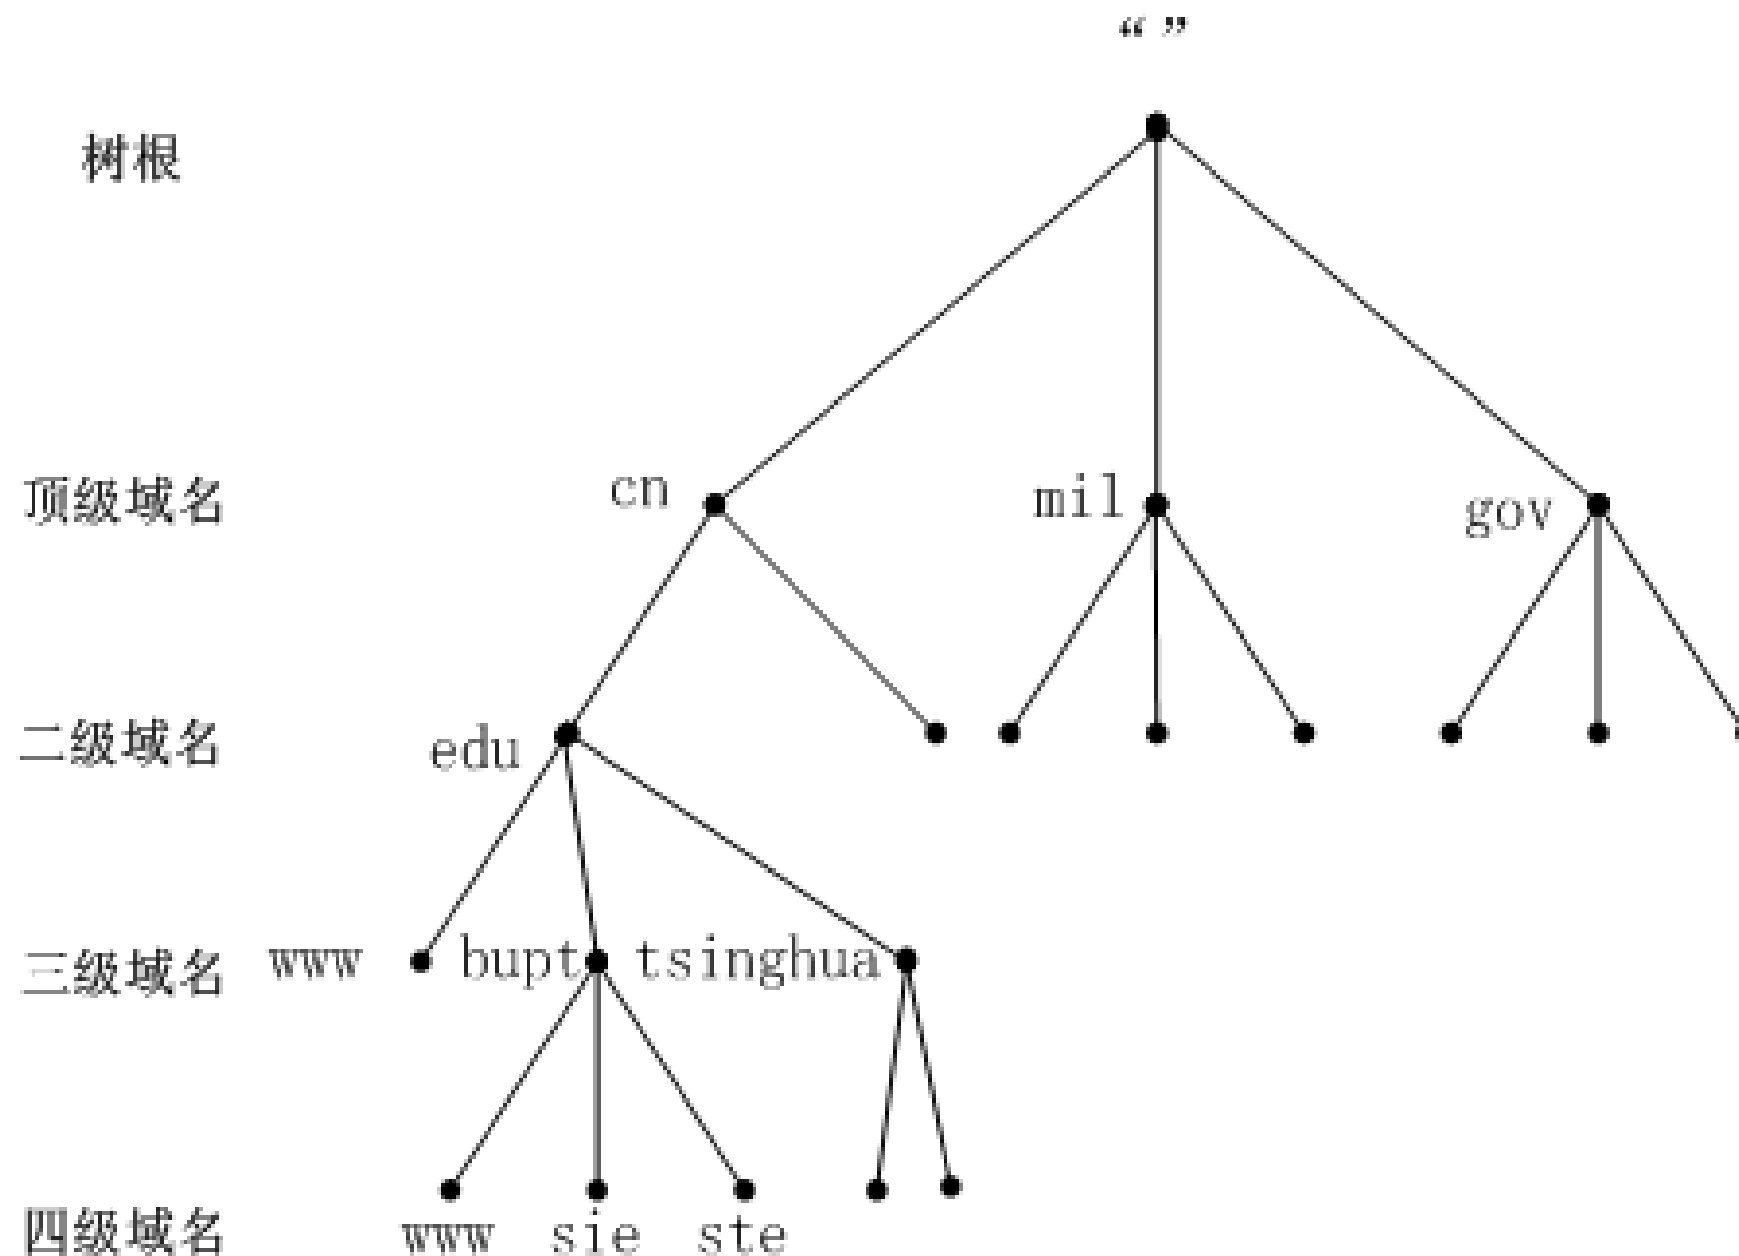 “ ”
树根
顶级域名 cn mil gov
二级域名 edu
三级域名 www bupt tsinghua
四级域名 www sie ste